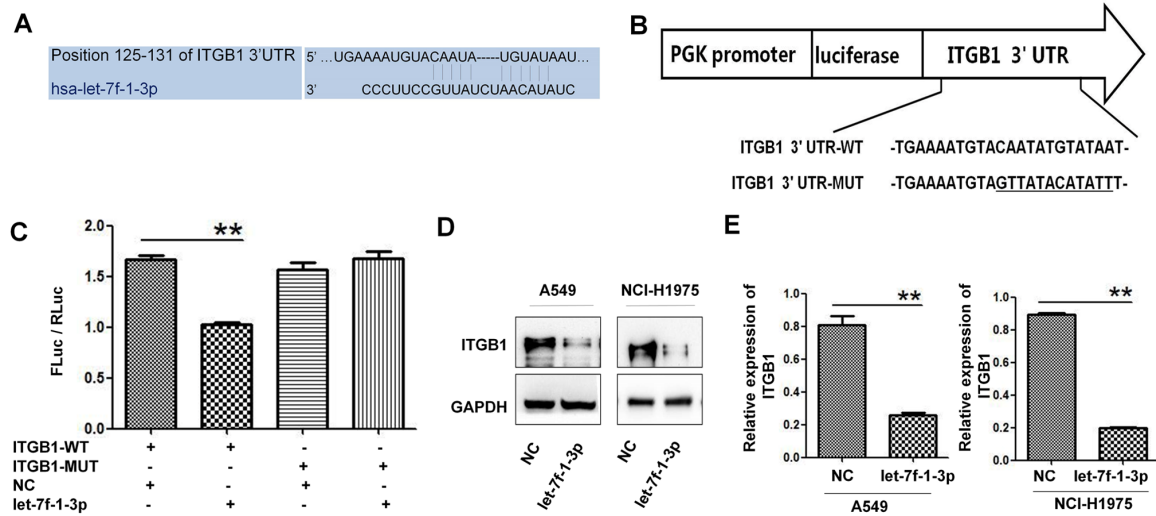 A
Position 125-131 of ITGB1 3'UTR 5' ...UGAAAAUGUACAAUA-----UGUAUAAU...
hsa-let-7f-1-3p 3' CCCUUCCGUUAUCUAACAUAUC
B
PGK promoter luciferase ITGB1 3' UTR
ITGB1 3' UTR-WT -TGAAAATGTACAATATGTATAAT-
ITGB1 3' UTR-MUT -TGAAAATGTAGTTATACATATTT-
C
**
2.0
1.5
1.0
0.5
0.0
FLuc / RLuc
ITGB1-WT + + - -
ITGB1-MUT - - + +
NC + - + -
let-7f-1-3p - + - +
D
A549 NCI-H1975
ITGB1
GAPDH
NC let-7f-1-3p NC let-7f-1-3p
E
Relative expression of
ITGB1
1.0
0.8
0.6
0.4
0.2
0.0
**
NC let-7f-1-3p
A549
Relative expression of
ITGB1
1.0
0.8
0.6
0.4
0.2
0.0
**
NC let-7f-1-3p
NCI-H1975